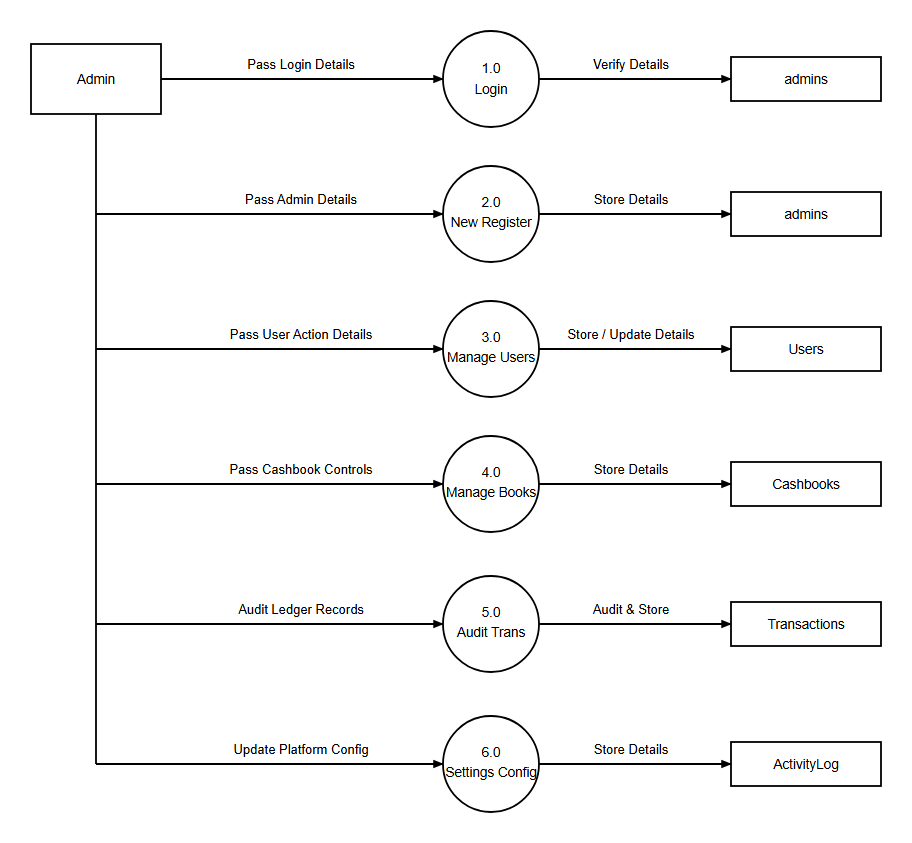 Admin
Pass Login Details
1.0
Login
Verify Details
admins
Pass Admin Details
2.0
New Register
Store Details
admins
Pass User Action Details
3.0
Manage Users
Store / Update Details
Users
Pass Cashbook Controls
4.0
Manage Books
Store Details
Cashbooks
Audit Ledger Records
5.0
Audit Trans
Audit & Store
Transactions
Update Platform Config
6.0
Settings Config
Store Details
ActivityLog